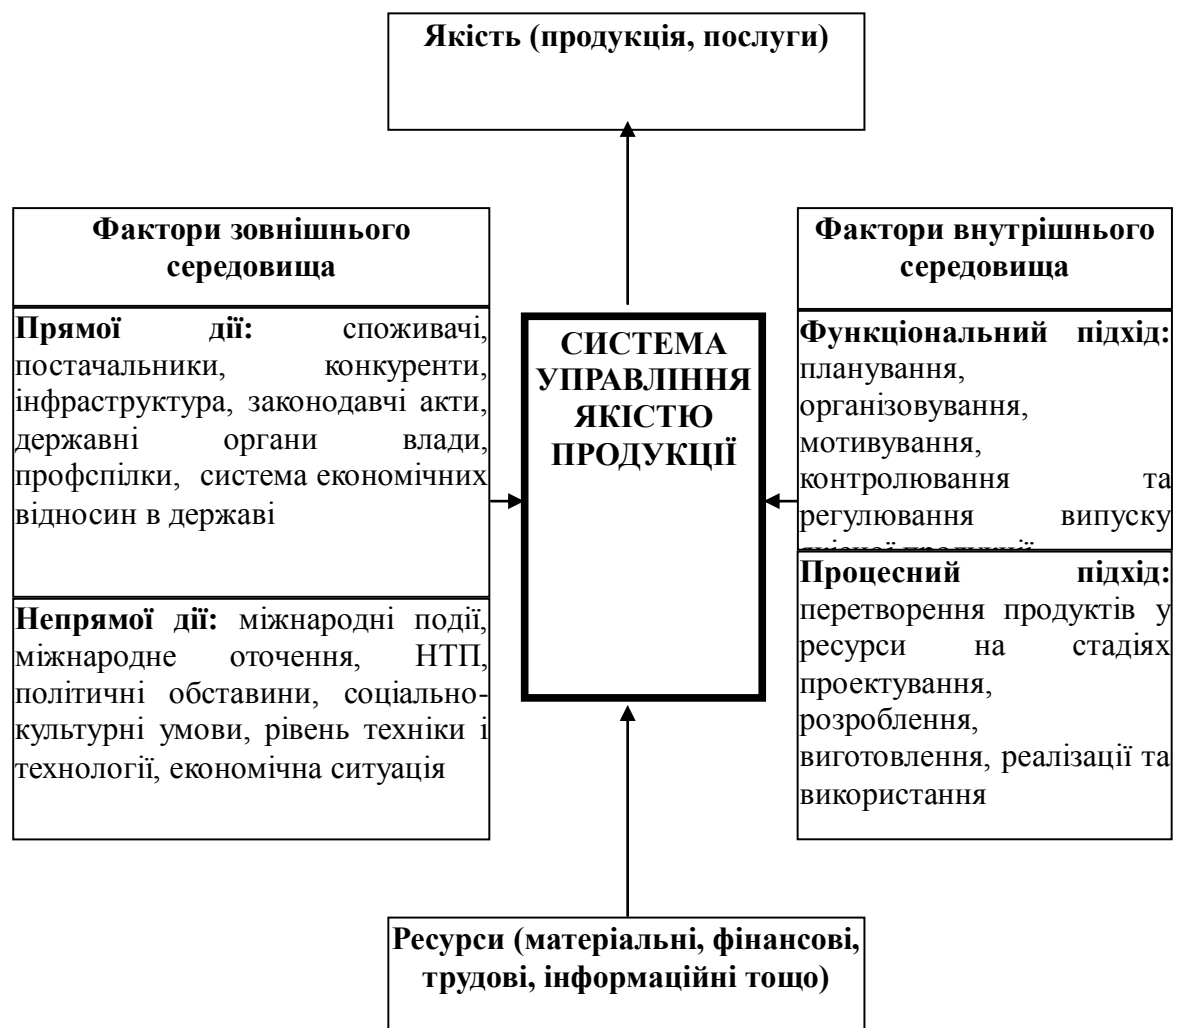 Якість (продукція, послуги)
Фактори зовнішнього
середовища
Прямої дії: споживачі,
постачальники, конкуренти,
інфраструктура, законодавчі акти,
державні органи влади,
профспілки, система економічних
відносин в державі
Непрямої дії: міжнародні події,
міжнародне оточення, НТП,
політичні обставини, соціально-
культурні умови, рівень техніки і
технології, економічна ситуація
СИСТЕМА
УПРАВЛІННЯ
ЯКІСТЮ
ПРОДУКЦІЇ
Фактори внутрішнього
середовища
Функціональний підхід:
планування,
організовування,
мотивування,
контролювання та
регулювання випуску
якісної продукції
Процесний підхід:
перетворення продуктів у
ресурси на стадіях
проектування,
розроблення,
виготовлення, реалізації та
використання
Ресурси (матеріальні, фінансові,
трудові, інформаційні тощо)